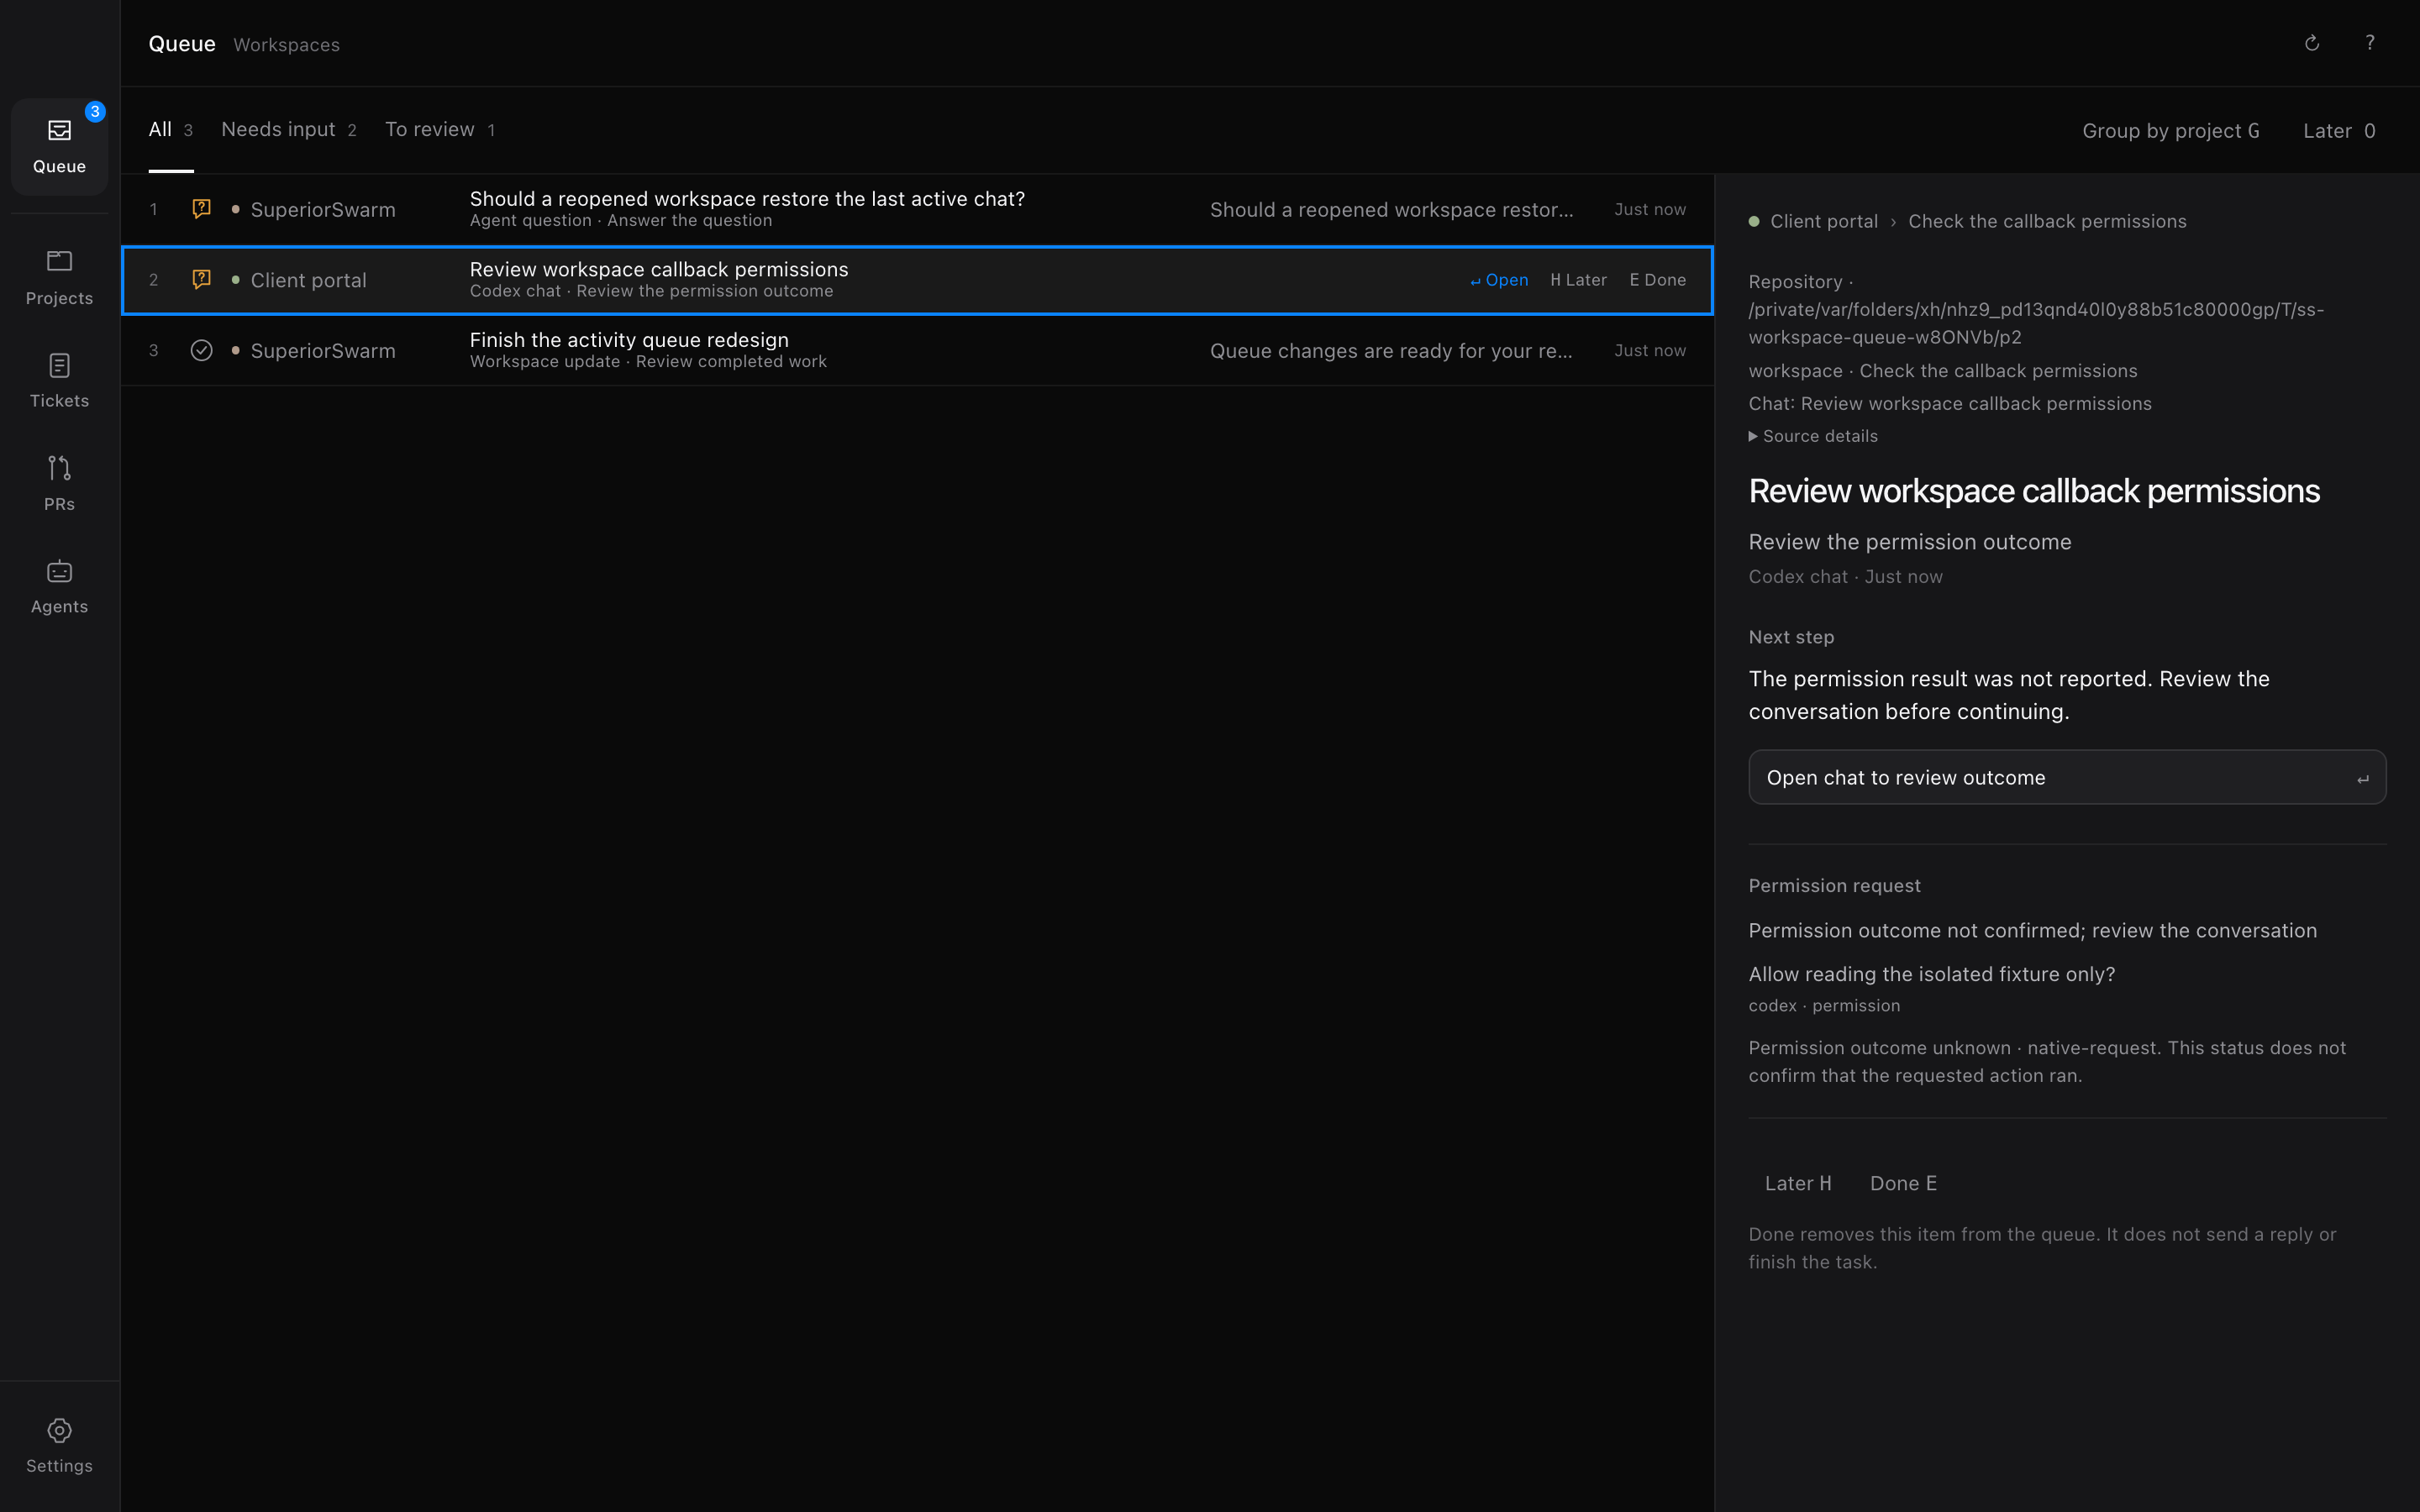 Queue Workspaces
↻ ?
3
Queue
Projects
Tickets
PRs
Agents
Settings
All 3 Needs input 2 To review 1
Group by project G Later 0
1 SuperiorSwarm Should a reopened workspace restore the last active chat? Should a reopened workspace restor... Just now
Agent question · Answer the question
2 Client portal Review workspace callback permissions ↵ Open H Later E Done
Codex chat · Review the permission outcome
3 SuperiorSwarm Finish the activity queue redesign Queue changes are ready for your re... Just now
Workspace update · Review completed work
Client portal › Check the callback permissions
Repository ·
/private/var/folders/xh/nhz9_pd13qnd40l0y88b51c80000gp/T/ss-
workspace-queue-w8ONVb/p2
workspace · Check the callback permissions
Chat: Review workspace callback permissions
▶ Source details
Review workspace callback permissions
Review the permission outcome
Codex chat · Just now
Next step
The permission result was not reported. Review the
conversation before continuing.
Open chat to review outcome ↵
Permission request
Permission outcome not confirmed; review the conversation
Allow reading the isolated fixture only?
codex · permission
Permission outcome unknown · native-request. This status does not
confirm that the requested action ran.
Later H Done E
Done removes this item from the queue. It does not send a reply or
finish the task.